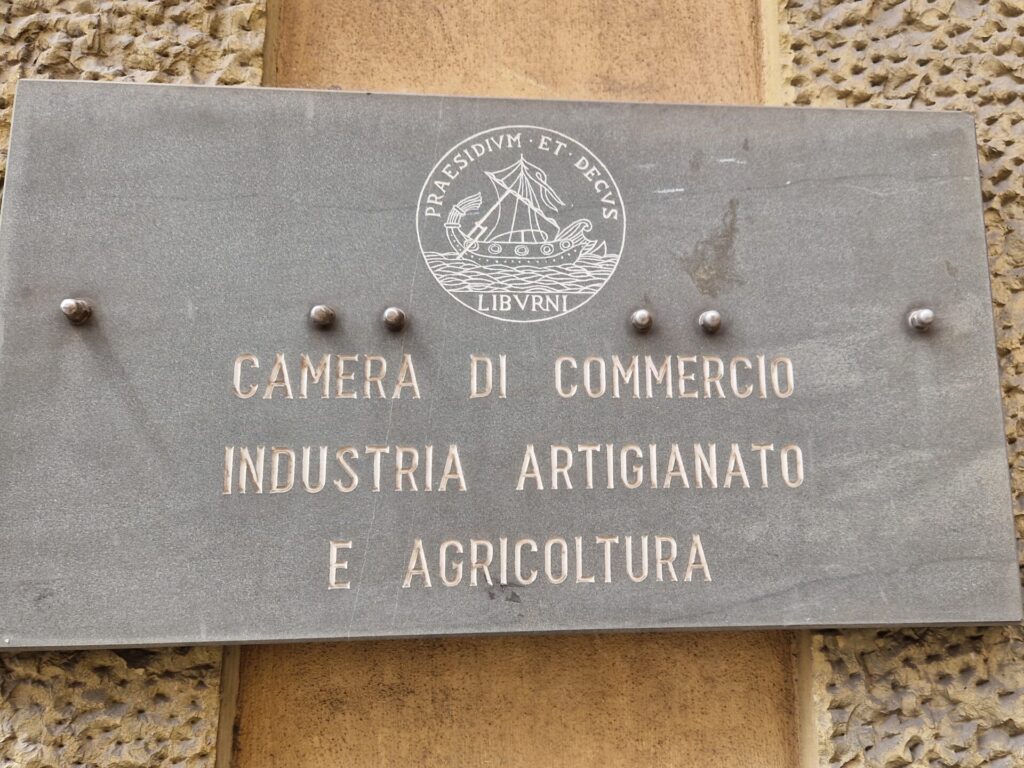 PRAESIDIVM · ET · DECVS
LIBVRNI
CAMERA DI COMMERCIO
INDUSTRIA ARTIGIANATO
E AGRICOLTURA